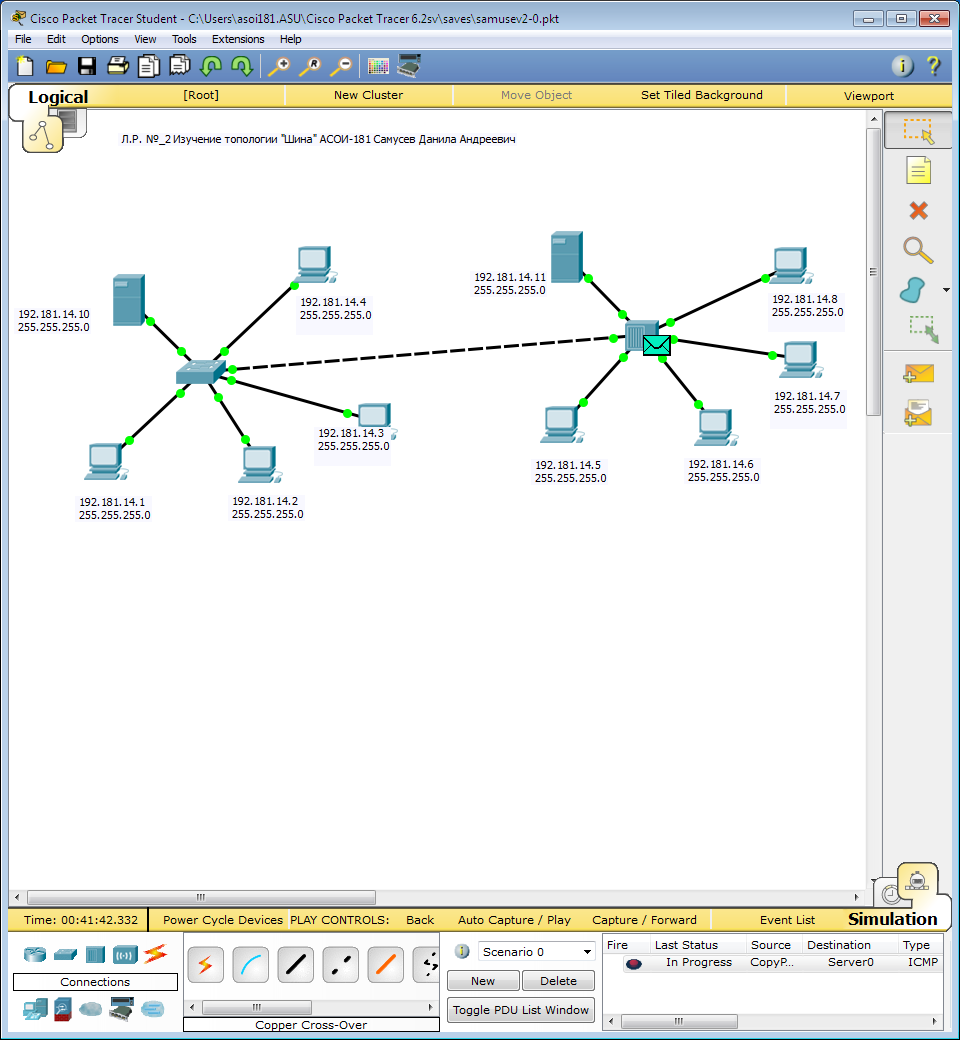 Cisco Packet Tracer Student - C:\Users\asoi181.ASU\Cisco Packet Tracer 6.2sv\saves\samusev2-0.pkt
File Edit Options View Tools Extensions Help
Logical [Root] New Cluster Move Object Set Tiled Background Viewport
Л.Р. №_2 Изучение топологии "Шина" АСОИ-181 Самусев Данила Андреевич
192.181.14.11
255.255.255.0
192.181.14.8
255.255.255.0
192.181.14.4
255.255.255.0
192.181.14.10
255.255.255.0
192.181.14.7
255.255.255.0
192.181.14.3
255.255.255.0
192.181.14.5
255.255.255.0
192.181.14.6
255.255.255.0
192.181.14.1
255.255.255.0
192.181.14.2
255.255.255.0
Time: 00:41:42.332 Power Cycle Devices PLAY CONTROLS: Back Auto Capture / Play Capture / Forward Event List Simulation
Connections
Copper Cross-Over
Scenario 0
New Delete
Toggle PDU List Window
Fire Last Status Source Destination Type
In Progress CopyP... Server0 ICMP